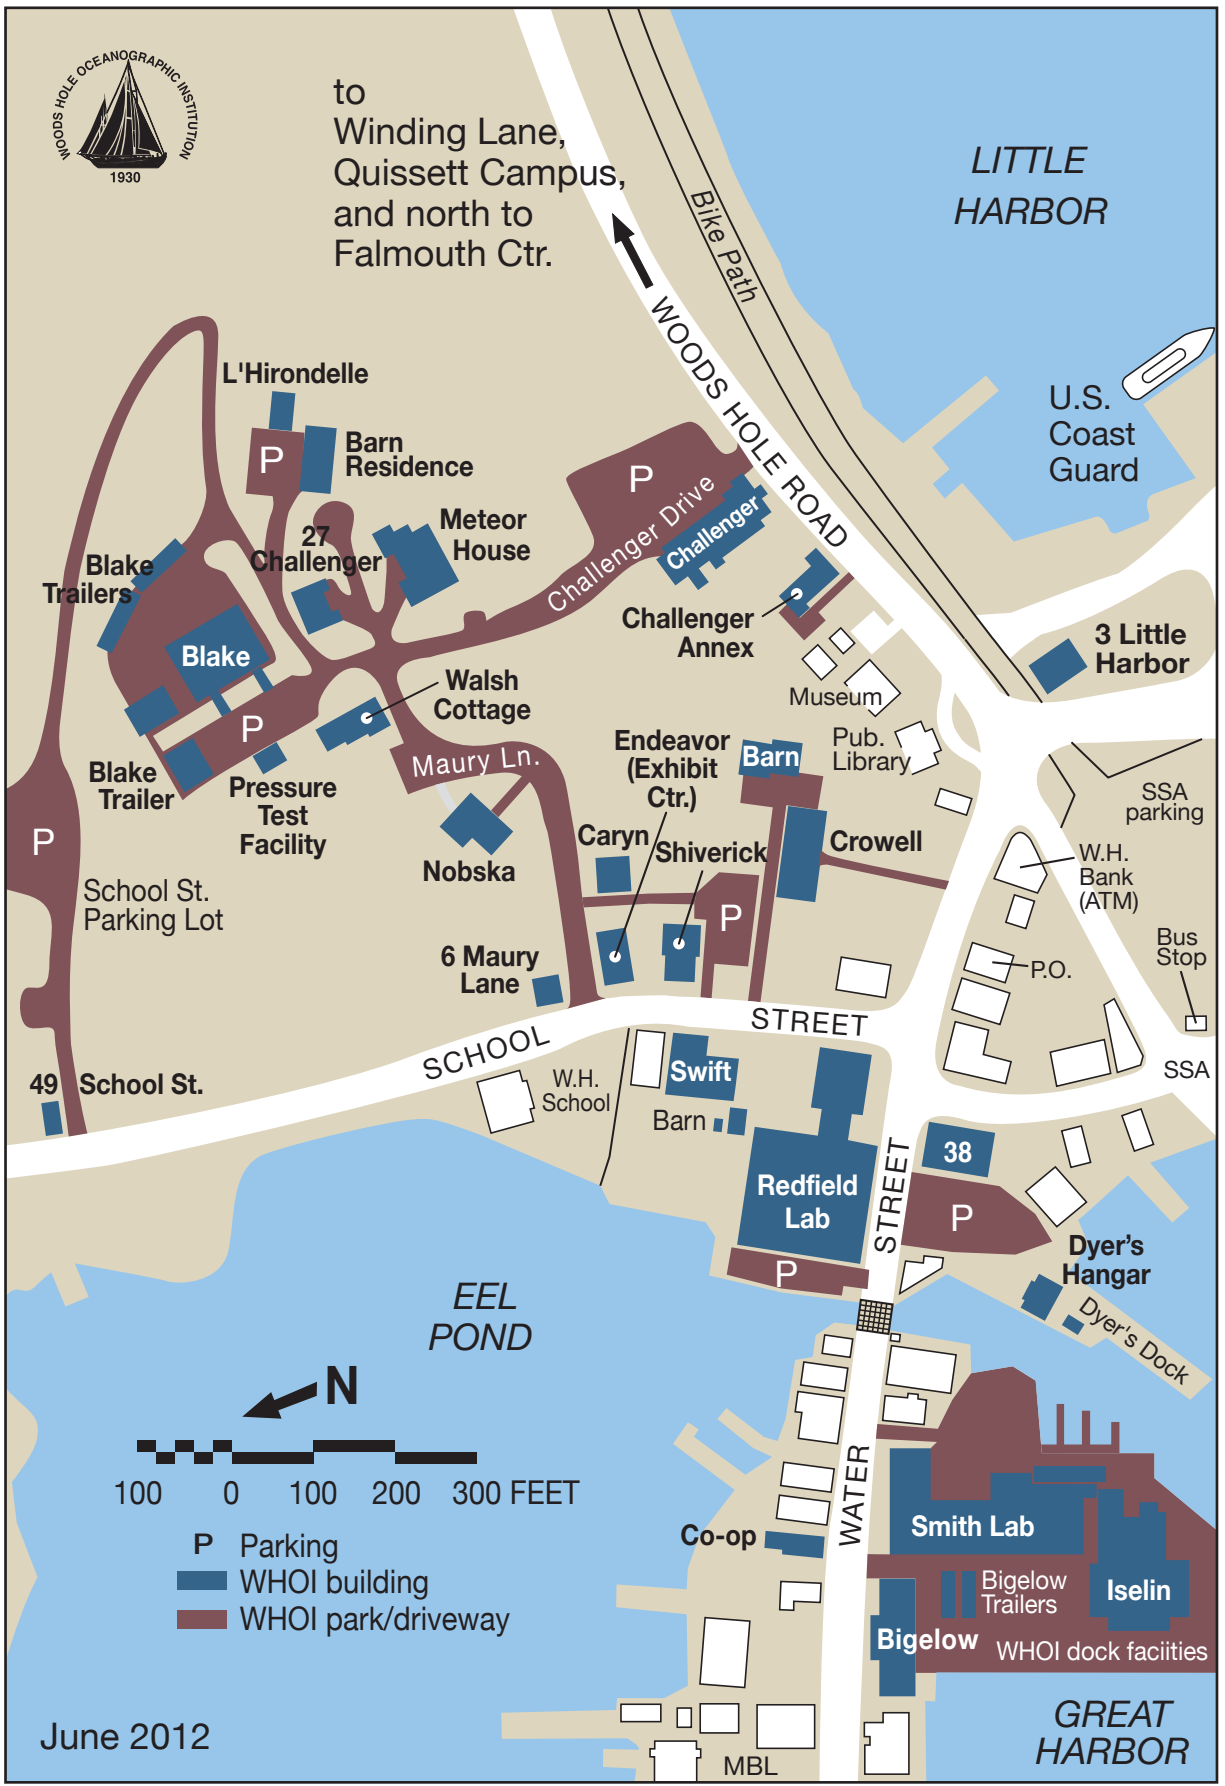 WOODS HOLE OCEANOGRAPHIC INSTITUTION
1930
to
Winding Lane,
Quissett Campus,
and north to
Falmouth Ctr.
LITTLE
HARBOR
Bike Path
WOODS HOLE ROAD
U.S.
Coast
Guard
L'Hirondelle
P
Barn
Residence
P
Challenger Drive
Challenger
27
Challenger
Meteor
House
Blake
Trailers
Blake
Challenger
Annex
3 Little
Harbor
Walsh
Cottage
Museum
P
Maury Ln.
Endeavor
(Exhibit
Ctr.)
Barn
Pub.
Library
Blake
Trailer
Pressure
Test
Facility
SSA
parking
P
Nobska
Caryn
Shiverick
Crowell
W.H.
Bank
(ATM)
School St.
Parking Lot
P
6 Maury
Lane
P.O.
Bus
Stop
SCHOOL
STREET
49 School St.
W.H.
School
Swift
SSA
Barn
38
Redfield
Lab
STREET
P
P
Dyer's
Hangar
Dyer's Dock
EEL
POND
N
100 0 100 200 300 FEET
P Parking
WHOI building
WHOI park/driveway
WATER
Co-op
Smith Lab
Bigelow
Trailers
Iselin
Bigelow
WHOI dock faciities
GREAT
HARBOR
June 2012
MBL